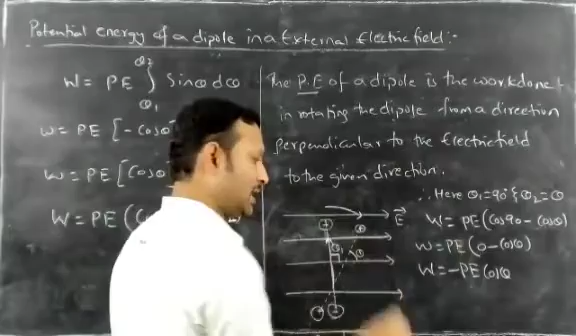 Potential energy of a dipole in a External Electric field:-
W = PE ∫ Sinθ dθ
θ2
θ1
W = PE [-Cosθ
W = PE [Cosθ
W = PE (
The P.E of a dipole is the workdone
in rotating the dipole from a direction
perpendicular to the electric field
to the given direction.
∴ Here θ1=90° & θ2=θ
W = PE(Cos90 - Cosθ)
W = PE (0 - Cosθ)
W = -PE Cosθ
E